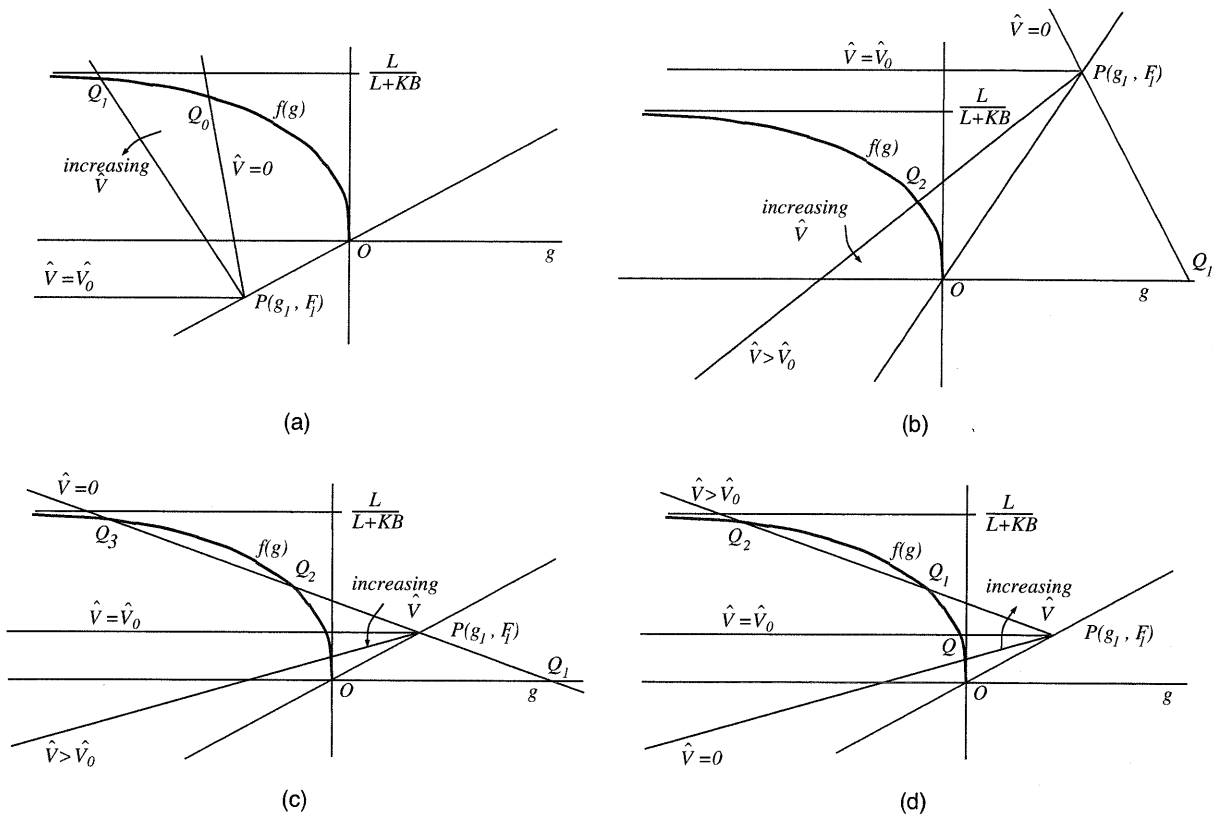 L
L+KB
Q1
Q0
f(g)
increasing
V̂
V̂=0
O
g
V̂=V̂0
P(g1, F1)
(a)
V̂=0
V̂=V̂0
P(g1, F1)
L
L+KB
f(g)
Q2
increasing
V̂
Q1
O
g
V̂>V̂0
(b)
V̂=0
L
L+KB
Q3
f(g)
Q2
increasing
V̂
V̂=V̂0
P(g1, F1)
Q1
O
g
V̂>V̂0
(c)
V̂>V̂0
L
L+KB
Q2
f(g)
Q1
increasing
V̂
V̂=V̂0
P(g1, F1)
Q
O
g
V̂=0
(d)